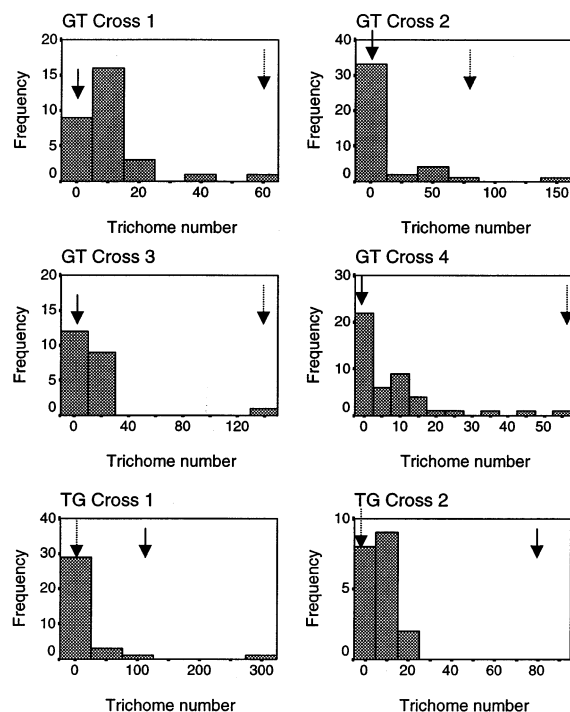 GT Cross 1
20
15
10
5
0
Frequency
0 20 40 60
Trichome number
GT Cross 2
40
30
20
10
0
Frequency
0 50 100 150
Trichome number
GT Cross 3
20
15
10
5
0
Frequency
0 40 80 120
Trichome number
GT Cross 4
30
20
10
0
Frequency
0 10 20 30 40 50
Trichome number
TG Cross 1
40
30
20
10
0
Frequency
0 100 200 300
Trichome number
TG Cross 2
10
5
0
Frequency
0 20 40 60 80
Trichome number